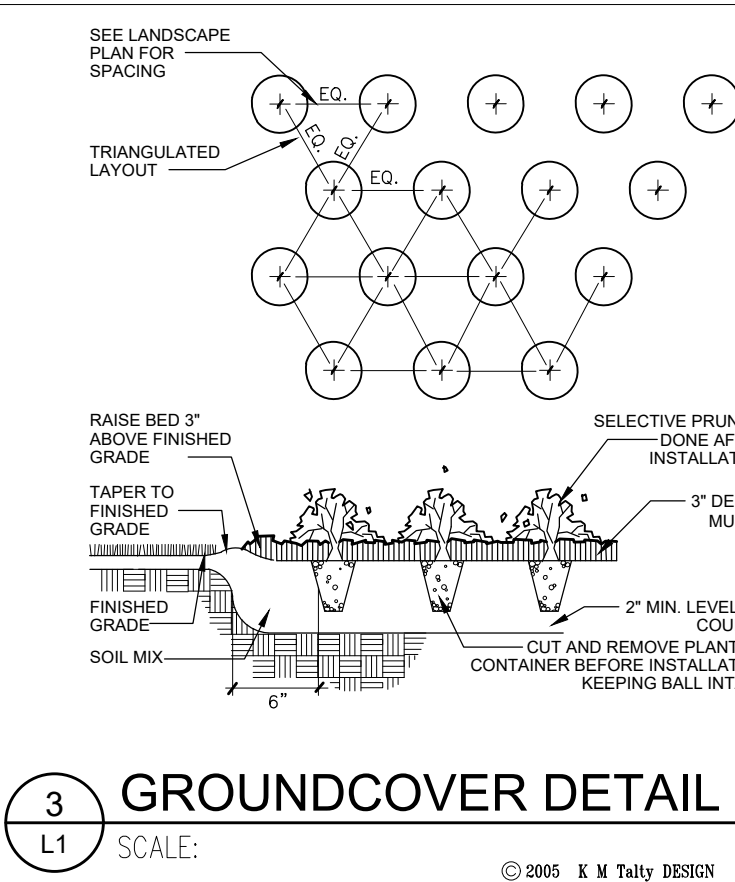 SEE LANDSCAPE
PLAN FOR
SPACING
EQ.
EQ.
EQ.
TRIANGULATED
LAYOUT
EQ.
RAISE BED 3"
ABOVE FINISHED
GRADE
TAPER TO
FINISHED
GRADE
FINISHED
GRADE
SOIL MIX
6"
SELECTIVE PRUN
DONE AF
INSTALLAT
3" DE
MU
2" MIN. LEVEL
COU
CUT AND REMOVE PLANT
CONTAINER BEFORE INSTALLAT
KEEPING BALL INT
3
L1
GROUNDCOVER DETAIL
SCALE:
© 2005 K M Talty DESIGN